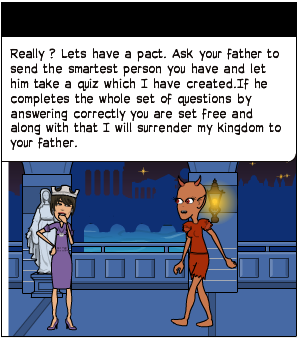 Really ? Lets have a pact. Ask your father to
send the smartest person you have and let
him take a quiz which I have created.If he
completes the whole set of questions by
answering correctly you are set free and
along with that I will surrender my kingdom to
your father.